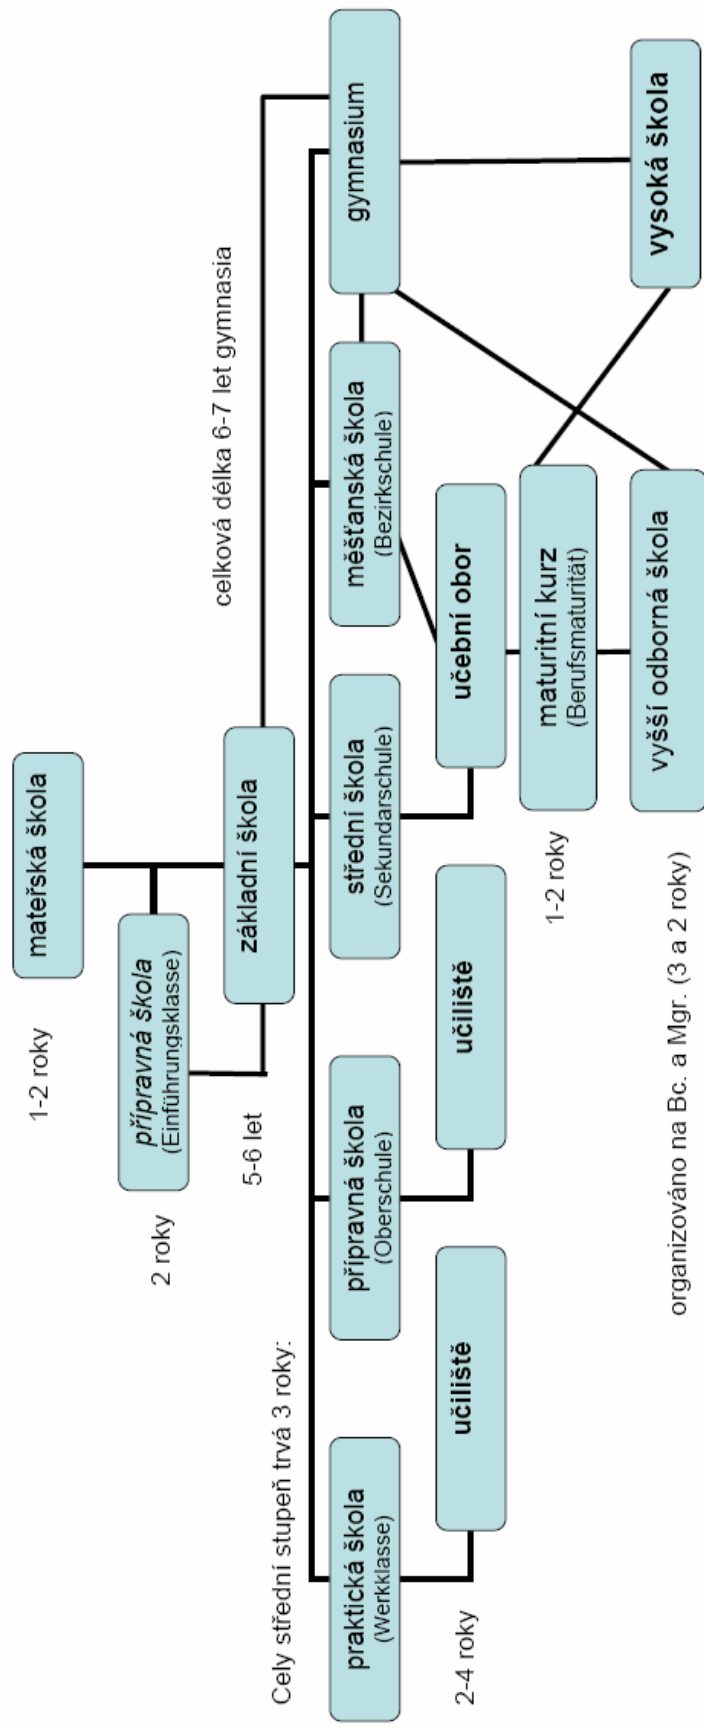 mateřská škola
1-2 roky
přípravná škola
(Einführungsklasse)
2 roky
základní škola
5-6 let
celková délka 6-7 let gymnasia
Cely střední stupeň trvá 3 roky:
praktická škola
(Werkklasse)
přípravná škola
(Oberschule)
střední škola
(Sekundarschule)
měšťanská škola
(Bezirkschule)
gymnasium
2-4 roky
učiliště
učiliště
učební obor
1-2 roky
maturitní kurz
(Berufsmaturität)
organizováno na Bc. a Mgr. (3 a 2 roky)
vyšší odborná škola
vysoká škola